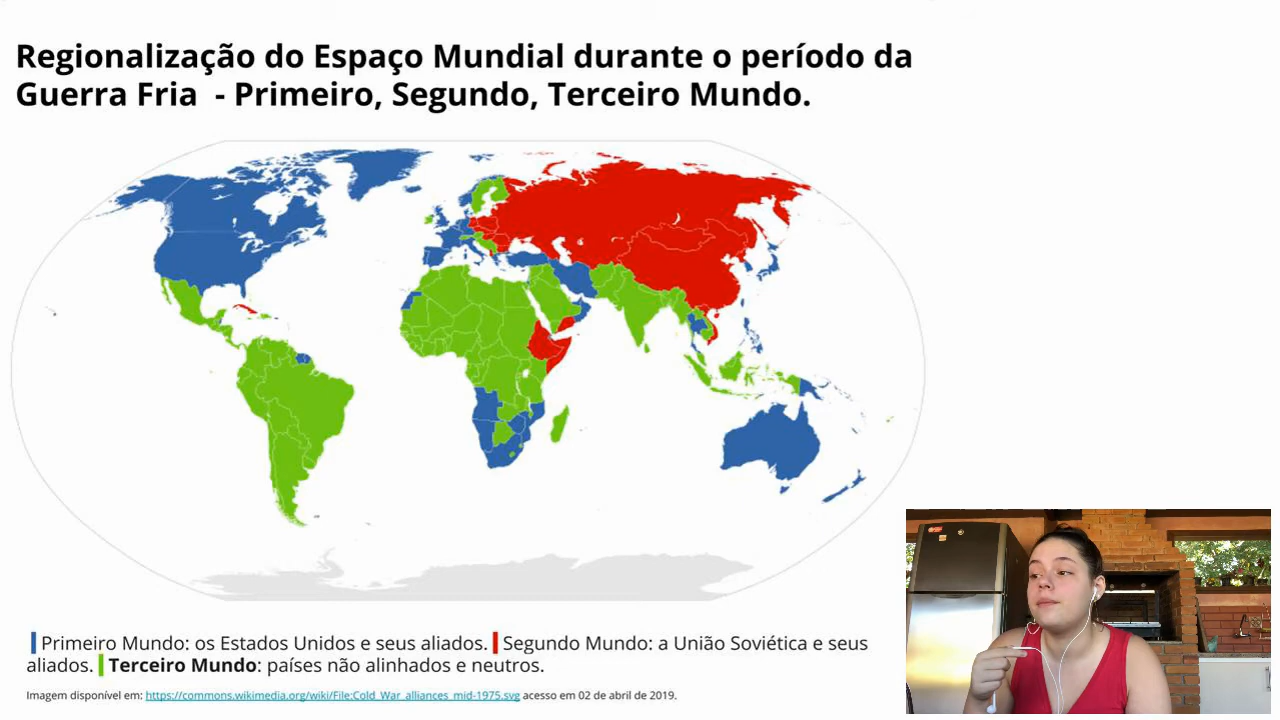 Regionalização do Espaço Mundial durante o período da
Guerra Fria - Primeiro, Segundo, Terceiro Mundo.
Primeiro Mundo: os Estados Unidos e seus aliados. Segundo Mundo: a União Soviética e seus
aliados. Terceiro Mundo: países não alinhados e neutros.
Imagem disponível em: https://commons.wikimedia.org/wiki/File:Cold_War_alliances_mid-1975.svg acesso em 02 de abril de 2019.